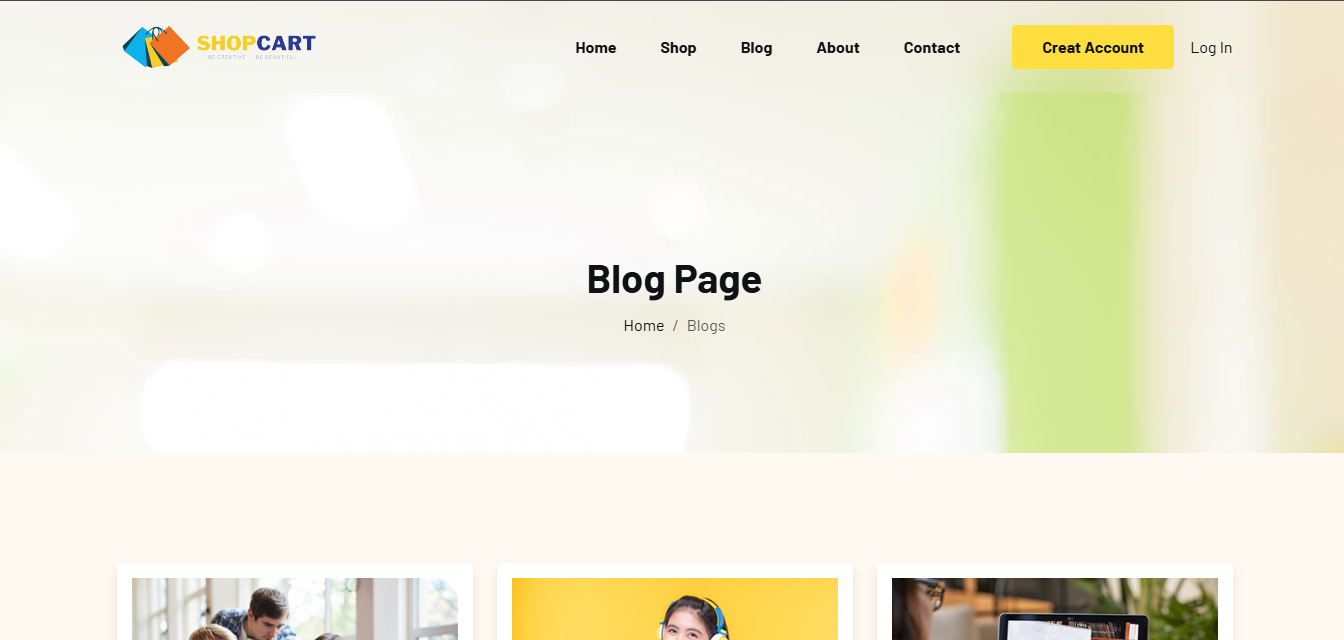 SHOPCART
BE CREATIVE BE BEAUTIFUL
Home Shop Blog About Contact Creat Account Log In
Blog Page
Home / Blogs